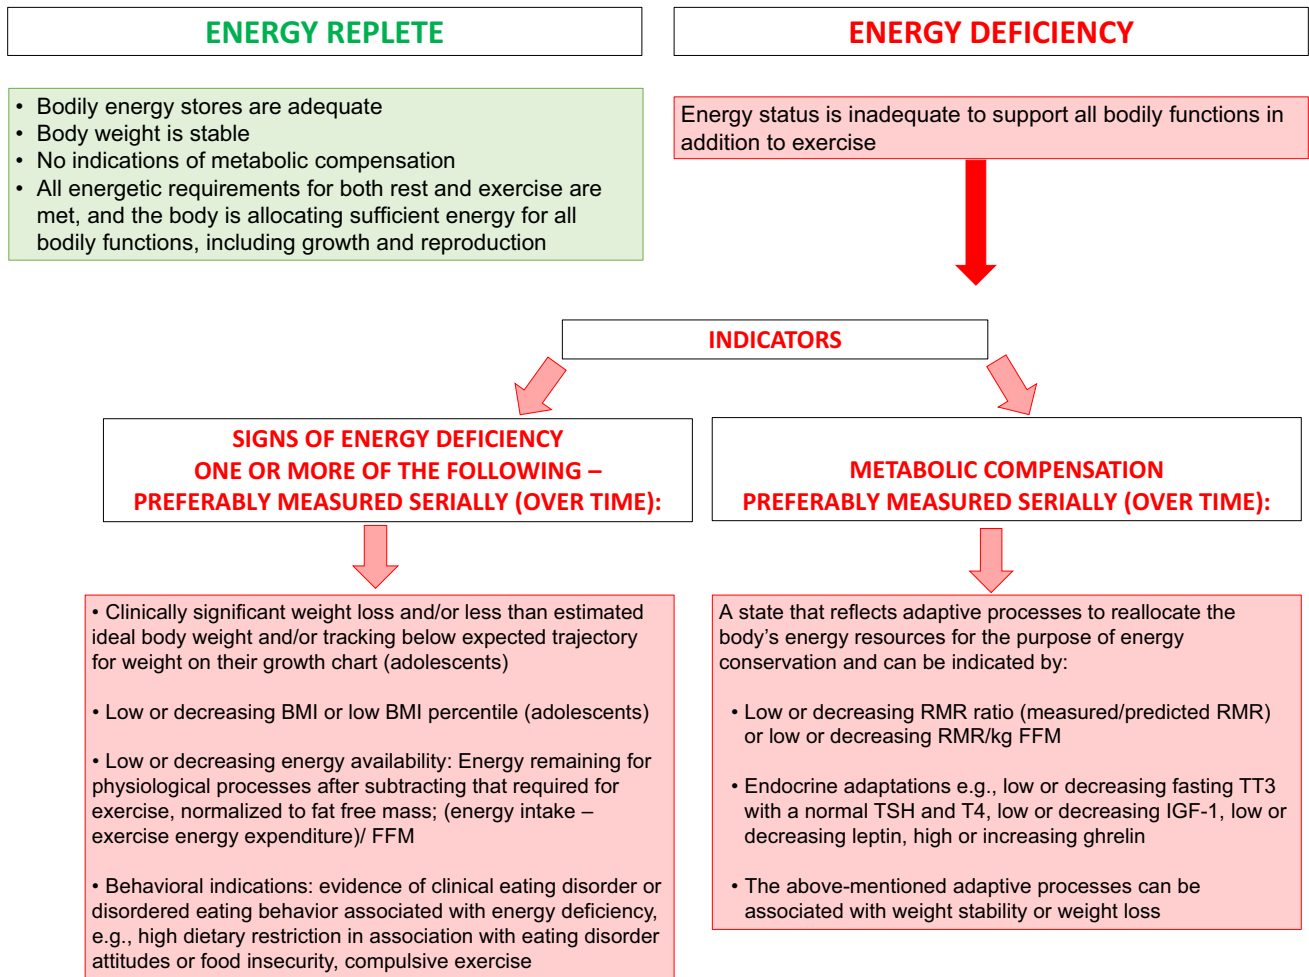 ENERGY REPLETE
• Bodily energy stores are adequate
• Body weight is stable
• No indications of metabolic compensation
• All energetic requirements for both rest and exercise are
met, and the body is allocating sufficient energy for all
bodily functions, including growth and reproduction
ENERGY DEFICIENCY
Energy status is inadequate to support all bodily functions in
addition to exercise
INDICATORS
SIGNS OF ENERGY DEFICIENCY
ONE OR MORE OF THE FOLLOWING –
PREFERABLY MEASURED SERIALLY (OVER TIME):
• Clinically significant weight loss and/or less than estimated
ideal body weight and/or tracking below expected trajectory
for weight on their growth chart (adolescents)
• Low or decreasing BMI or low BMI percentile (adolescents)
• Low or decreasing energy availability: Energy remaining for
physiological processes after subtracting that required for
exercise, normalized to fat free mass; (energy intake –
exercise energy expenditure)/ FFM
• Behavioral indications: evidence of clinical eating disorder or
disordered eating behavior associated with energy deficiency,
e.g., high dietary restriction in association with eating disorder
attitudes or food insecurity, compulsive exercise
METABOLIC COMPENSATION
PREFERABLY MEASURED SERIALLY (OVER TIME):
A state that reflects adaptive processes to reallocate the
body’s energy resources for the purpose of energy
conservation and can be indicated by:
• Low or decreasing RMR ratio (measured/predicted RMR)
or low or decreasing RMR/kg FFM
• Endocrine adaptations e.g., low or decreasing fasting TT3
with a normal TSH and T4, low or decreasing IGF-1, low or
decreasing leptin, high or increasing ghrelin
• The above-mentioned adaptive processes can be
associated with weight stability or weight loss